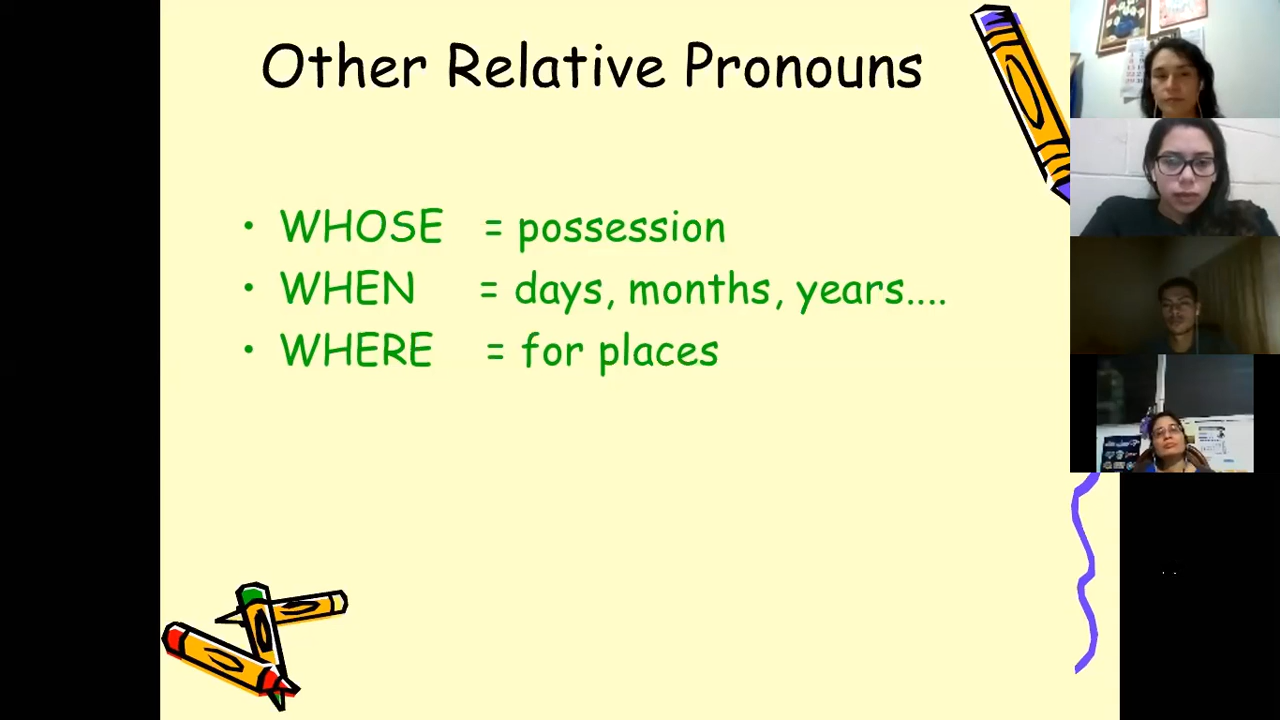 Other Relative Pronouns
• WHOSE = possession
• WHEN = days, months, years....
• WHERE = for places